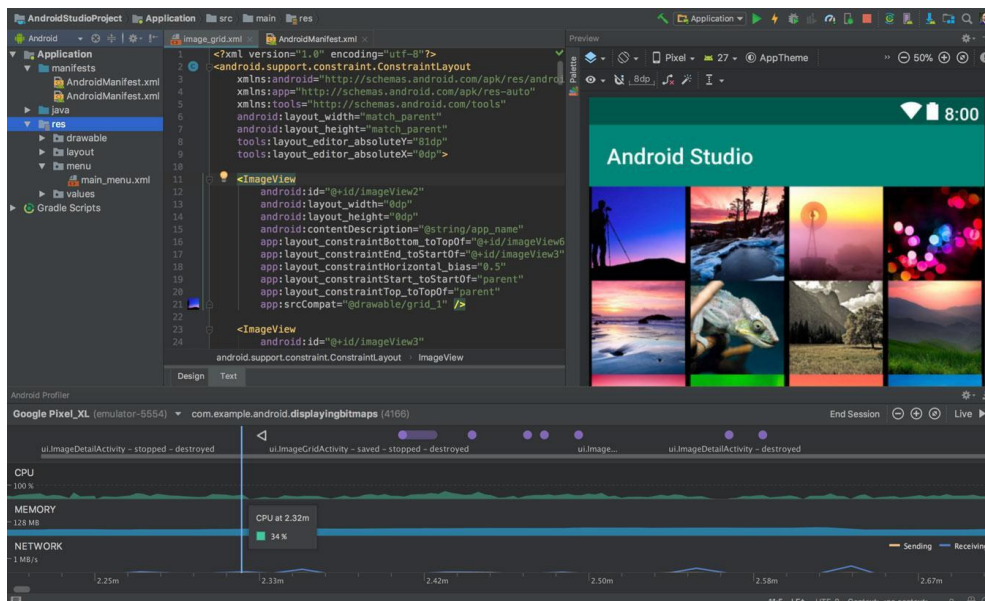 AndroidStudioProject Application src main res
Application
Android
image_grid.xml AndroidManifest.xml
Preview
Application
manifests
AndroidManifest.xml
AndroidManifest.xml
java
res
drawable
layout
menu
main_menu.xml
values
Gradle Scripts
1 <?xml version="1.0" encoding="utf-8"?>
2 <android.support.constraint.ConstraintLayout
3 xmlns:android="http://schemas.android.com/apk/res/androi
4 xmlns:app="http://schemas.android.com/apk/res-auto"
5 xmlns:tools="http://schemas.android.com/tools"
6 android:layout_width="match_parent"
7 android:layout_height="match_parent"
8 tools:layout_editor_absoluteY="81dp"
9 tools:layout_editor_absoluteX="0dp">
10
11 <ImageView
12 android:id="@+id/imageView2"
13 android:layout_width="0dp"
14 android:layout_height="0dp"
15 android:contentDescription="@string/app_name"
16 app:layout_constraintBottom_toTopOf="@+id/imageView6
17 app:layout_constraintEnd_toStartOf="@+id/imageView3"
18 app:layout_constraintHorizontal_bias="0.5"
19 app:layout_constraintStart_toStartOf="parent"
20 app:layout_constraintTop_toTopOf="parent"
21 app:srcCompat="@drawable/grid_1" />
22
23 <ImageView
24 android:id="@+id/imageView3"
android.support.constraint.ConstraintLayout › ImageView
Design Text
Palette
Pixel 27 AppTheme » 50%
8dp
8:00
Android Studio
Android Profiler
Google Pixel_XL (emulator-5554) com.example.android.displayingbitmaps (4166)
End Session Live
ui.ImageDetailActivity - stopped - destroyed ui.ImageGridActivity - saved - stopped - destroyed ui.Image... ui.ImageDetailActivity - destroyed
CPU
100 %
MEMORY
128 MB
CPU at 2.32m
34 %
NETWORK
1 MB/s
Sending Receiving
2.25m 2.33m 2.42m 2.50m 2.58m 2.67m